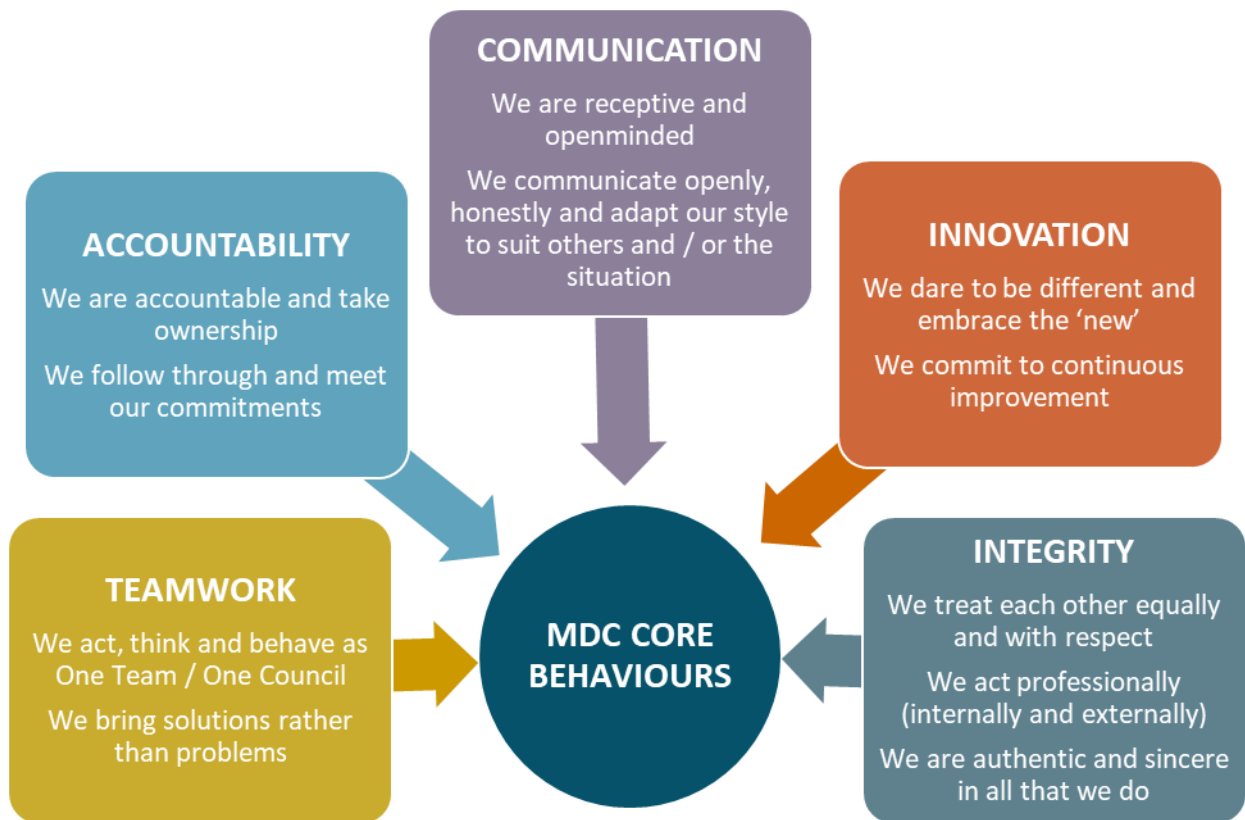 COMMUNICATION
We are receptive and
openminded
We communicate openly,
honestly and adapt our style
to suit others and / or the
situation
ACCOUNTABILITY
We are accountable and take
ownership
We follow through and meet
our commitments
INNOVATION
We dare to be different and
embrace the ‘new’
We commit to continuous
improvement
TEAMWORK
We act, think and behave as
One Team / One Council
We bring solutions rather
than problems
MDC CORE
BEHAVIOURS
INTEGRITY
We treat each other equally
and with respect
We act professionally
(internally and externally)
We are authentic and sincere
in all that we do